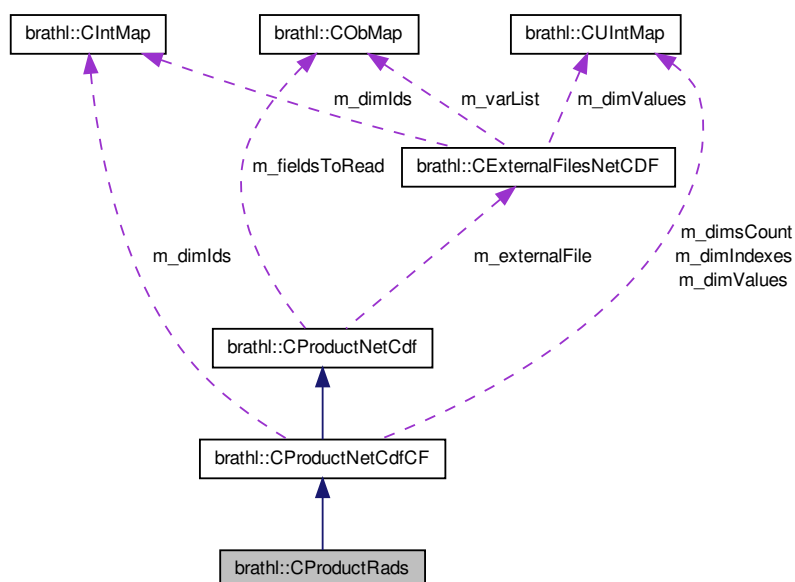 brathl::CIntMap
brathl::CObMap
brathl::CUIntMap
m_dimIds
m_varList
m_dimValues
m_fieldsToRead
brathl::CExternalFilesNetCDF
m_dimIds
m_externalFile
m_dimsCount
m_dimIndexes
m_dimValues
brathl::CProductNetCdf
brathl::CProductNetCdfCF
brathl::CProductRads